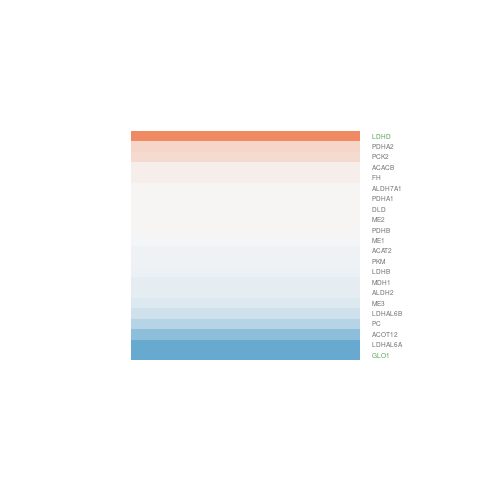 LDHD
PDHA2
PCK2
ACACB
FH
ALDH7A1
PDHA1
DLD
ME2
PDHB
ME1
ACAT2
PKM
LDHB
MDH1
ALDH2
ME3
LDHAL6B
PC
ACOT12
LDHAL6A
GLO1